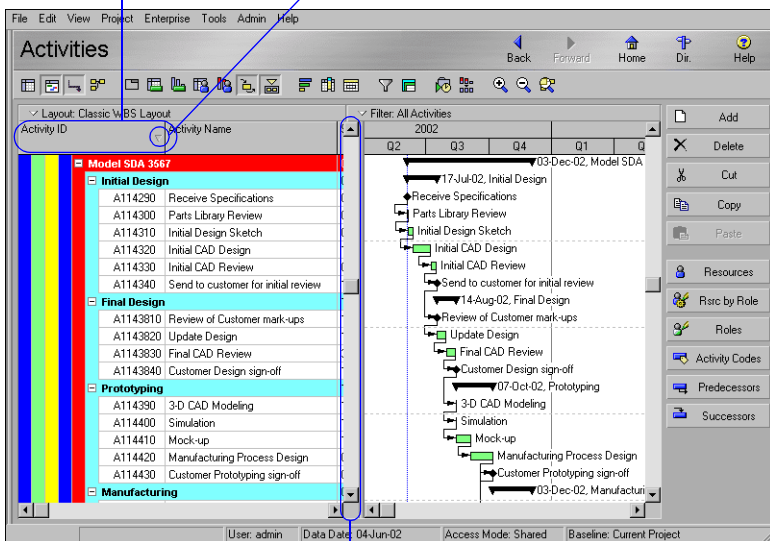 File Edit View Project Enterprise Tools Admin Help
Activities
Back Forward Home Dir. Help
Layout: Classic WBS Layout
Filter: All Activities
Activity ID Activity Name
2002
Q2 Q3 Q4 Q1 Q
Model SDA 3567
Initial Design
A114290 Receive Specifications
A114300 Parts Library Review
A114310 Initial Design Sketch
A114320 Initial CAD Design
A114330 Initial CAD Review
A114340 Send to customer for initial review
Final Design
A1143810 Review of Customer mark-ups
A1143820 Update Design
A1143830 Final CAD Review
A1143840 Customer Design sign-off
Prototyping
A114390 3-D CAD Modeling
A114400 Simulation
A114410 Mock-up
A114420 Manufacturing Process Design
A114430 Customer Prototyping sign-off
Manufacturing
03-Dec-02, Model SDA
17-Jul-02, Initial Design
Receive Specifications
Parts Library Review
Initial Design Sketch
Initial CAD Design
Initial CAD Review
Send to customer for initial review
14-Aug-02, Final Design
Review of Customer mark-ups
Update Design
Final CAD Review
Customer Design sign-off
07-Oct-02, Prototyping
3-D CAD Modeling
Simulation
Mock-up
Manufacturing Process Design
Customer Prototyping sign-off
03-Dec-02, Manufacturi
Add
Delete
Cut
Copy
Paste
Resources
Rsrc by Role
Roles
Activity Codes
Predecessors
Successors
User: admin Data Date: 04-Jun-02 Access Mode: Shared Baseline: Current Project